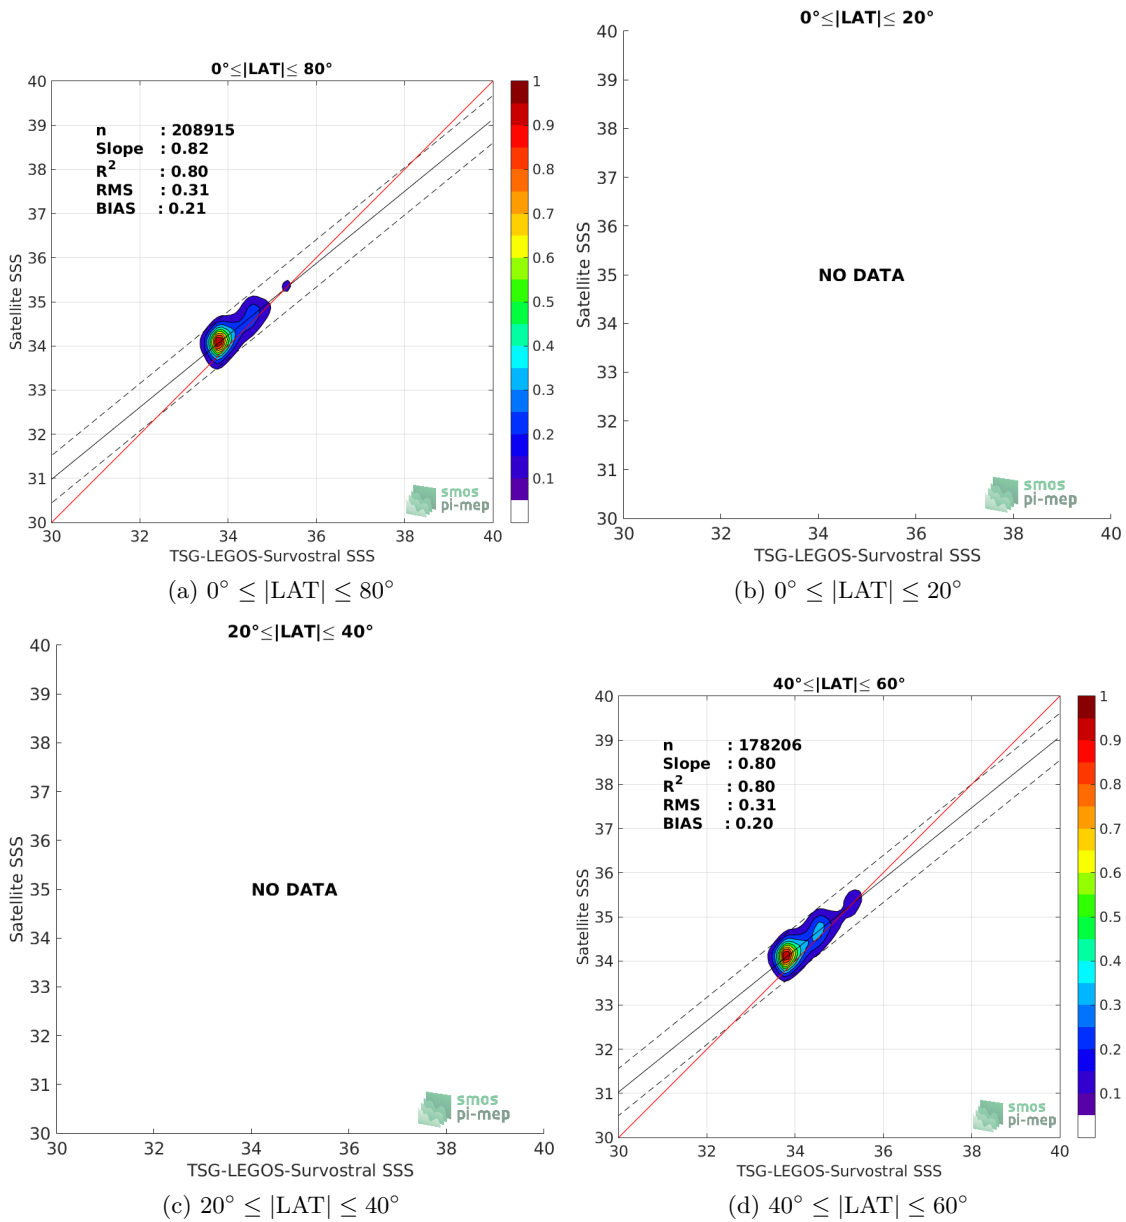 0°≤|LAT|≤ 80°
40
39
38
37
36
35
34
33
32
31
30
Satellite SSS
n : 208915
Slope : 0.82
R² : 0.80
RMS : 0.31
BIAS : 0.21
1
0.9
0.8
0.7
0.6
0.5
0.4
0.3
0.2
0.1
smos
pi-mep
30 32 34 36 38 40
TSG-LEGOS-Survostral SSS
(a) 0° ≤ |LAT| ≤ 80°
0°≤|LAT|≤ 20°
40
39
38
37
36
35
34
33
32
31
30
Satellite SSS
NO DATA
smos
pi-mep
30 32 34 36 38 40
TSG-LEGOS-Survostral SSS
(b) 0° ≤ |LAT| ≤ 20°
20°≤|LAT|≤ 40°
40
39
38
37
36
35
34
33
32
31
30
Satellite SSS
NO DATA
smos
pi-mep
30 32 34 36 38 40
TSG-LEGOS-Survostral SSS
(c) 20° ≤ |LAT| ≤ 40°
40°≤|LAT|≤ 60°
40
39
38
37
36
35
34
33
32
31
30
Satellite SSS
n : 178206
Slope : 0.80
R² : 0.80
RMS : 0.31
BIAS : 0.20
1
0.9
0.8
0.7
0.6
0.5
0.4
0.3
0.2
0.1
smos
pi-mep
30 32 34 36 38 40
TSG-LEGOS-Survostral SSS
(d) 40° ≤ |LAT| ≤ 60°